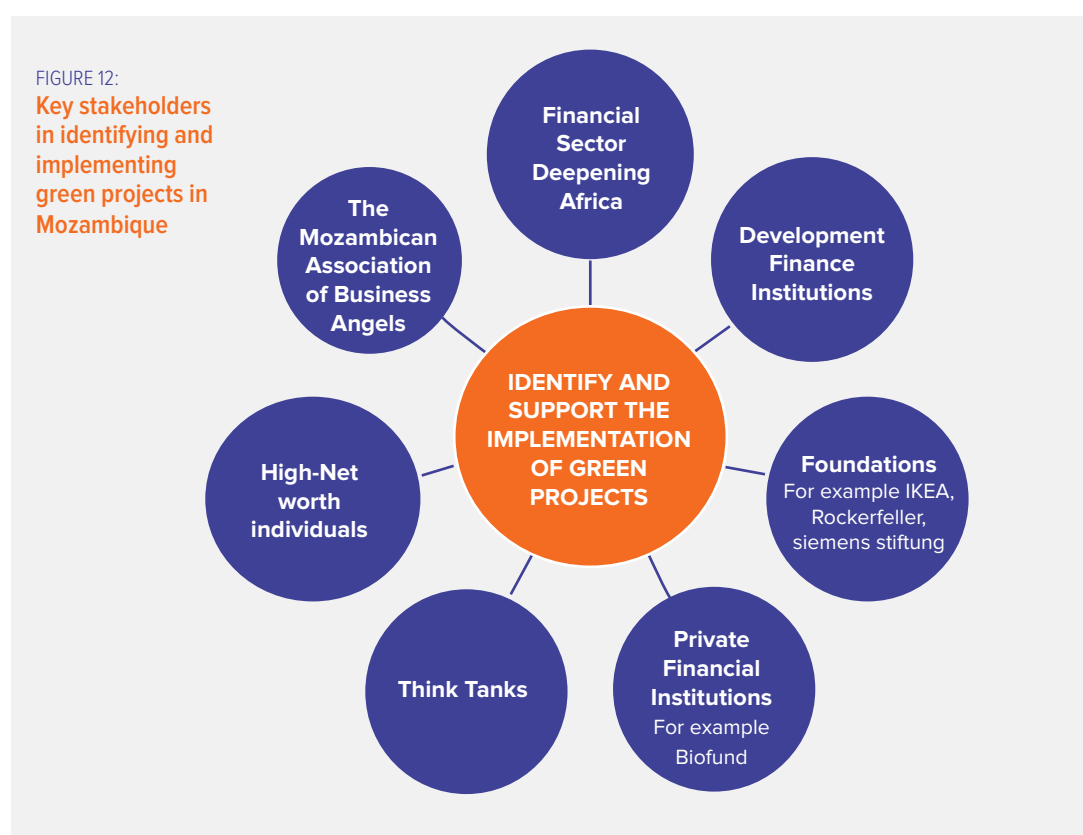 FIGURE 12:
Key stakeholders
in identifying and
implementing
green projects in
Mozambique
Financial
Sector
Deepening
Africa
Development
Finance
Institutions
Foundations
For example IKEA,
Rockerfeller,
siemens stiftung
Private
Financial
Institutions
For example
Biofund
Think Tanks
High-Net
worth
individuals
The
Mozambican
Association
of Business
Angels
IDENTIFY AND
SUPPORT THE
IMPLEMENTATION
OF GREEN
PROJECTS